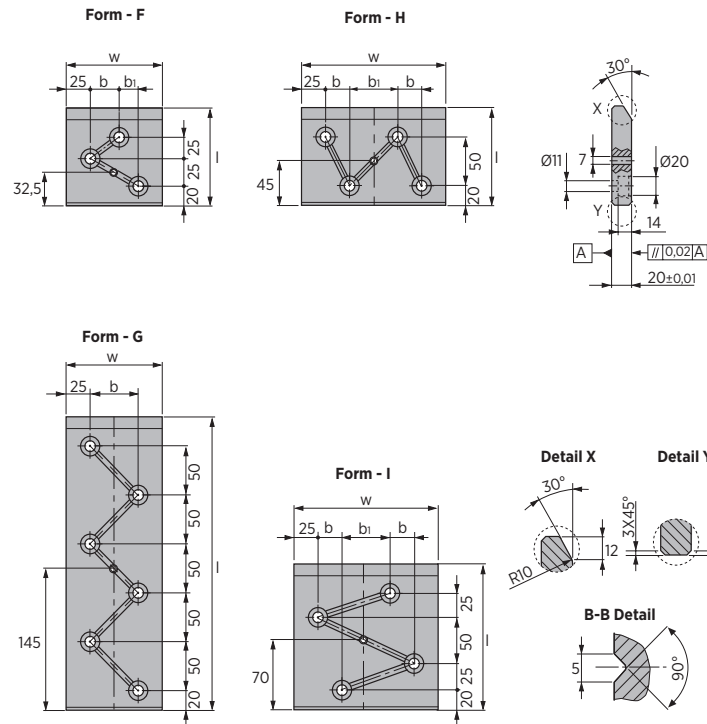 Form - F
w
25 b b1
25
25
20
32,5
l
Form - H
w
25 b b1 b
50
20
45
l
30°
X
Ø11
7
Ø20
Y
14
A
// 0,02 A
20±0,01
Form - G
w
25 b
50
50
50
50
50
20
145
l
Form - I
w
25 b b1 b
25
50
25
20
70
l
Detail X
30°
12
R10
Detail Y
3X45°
B-B Detail
5
90°